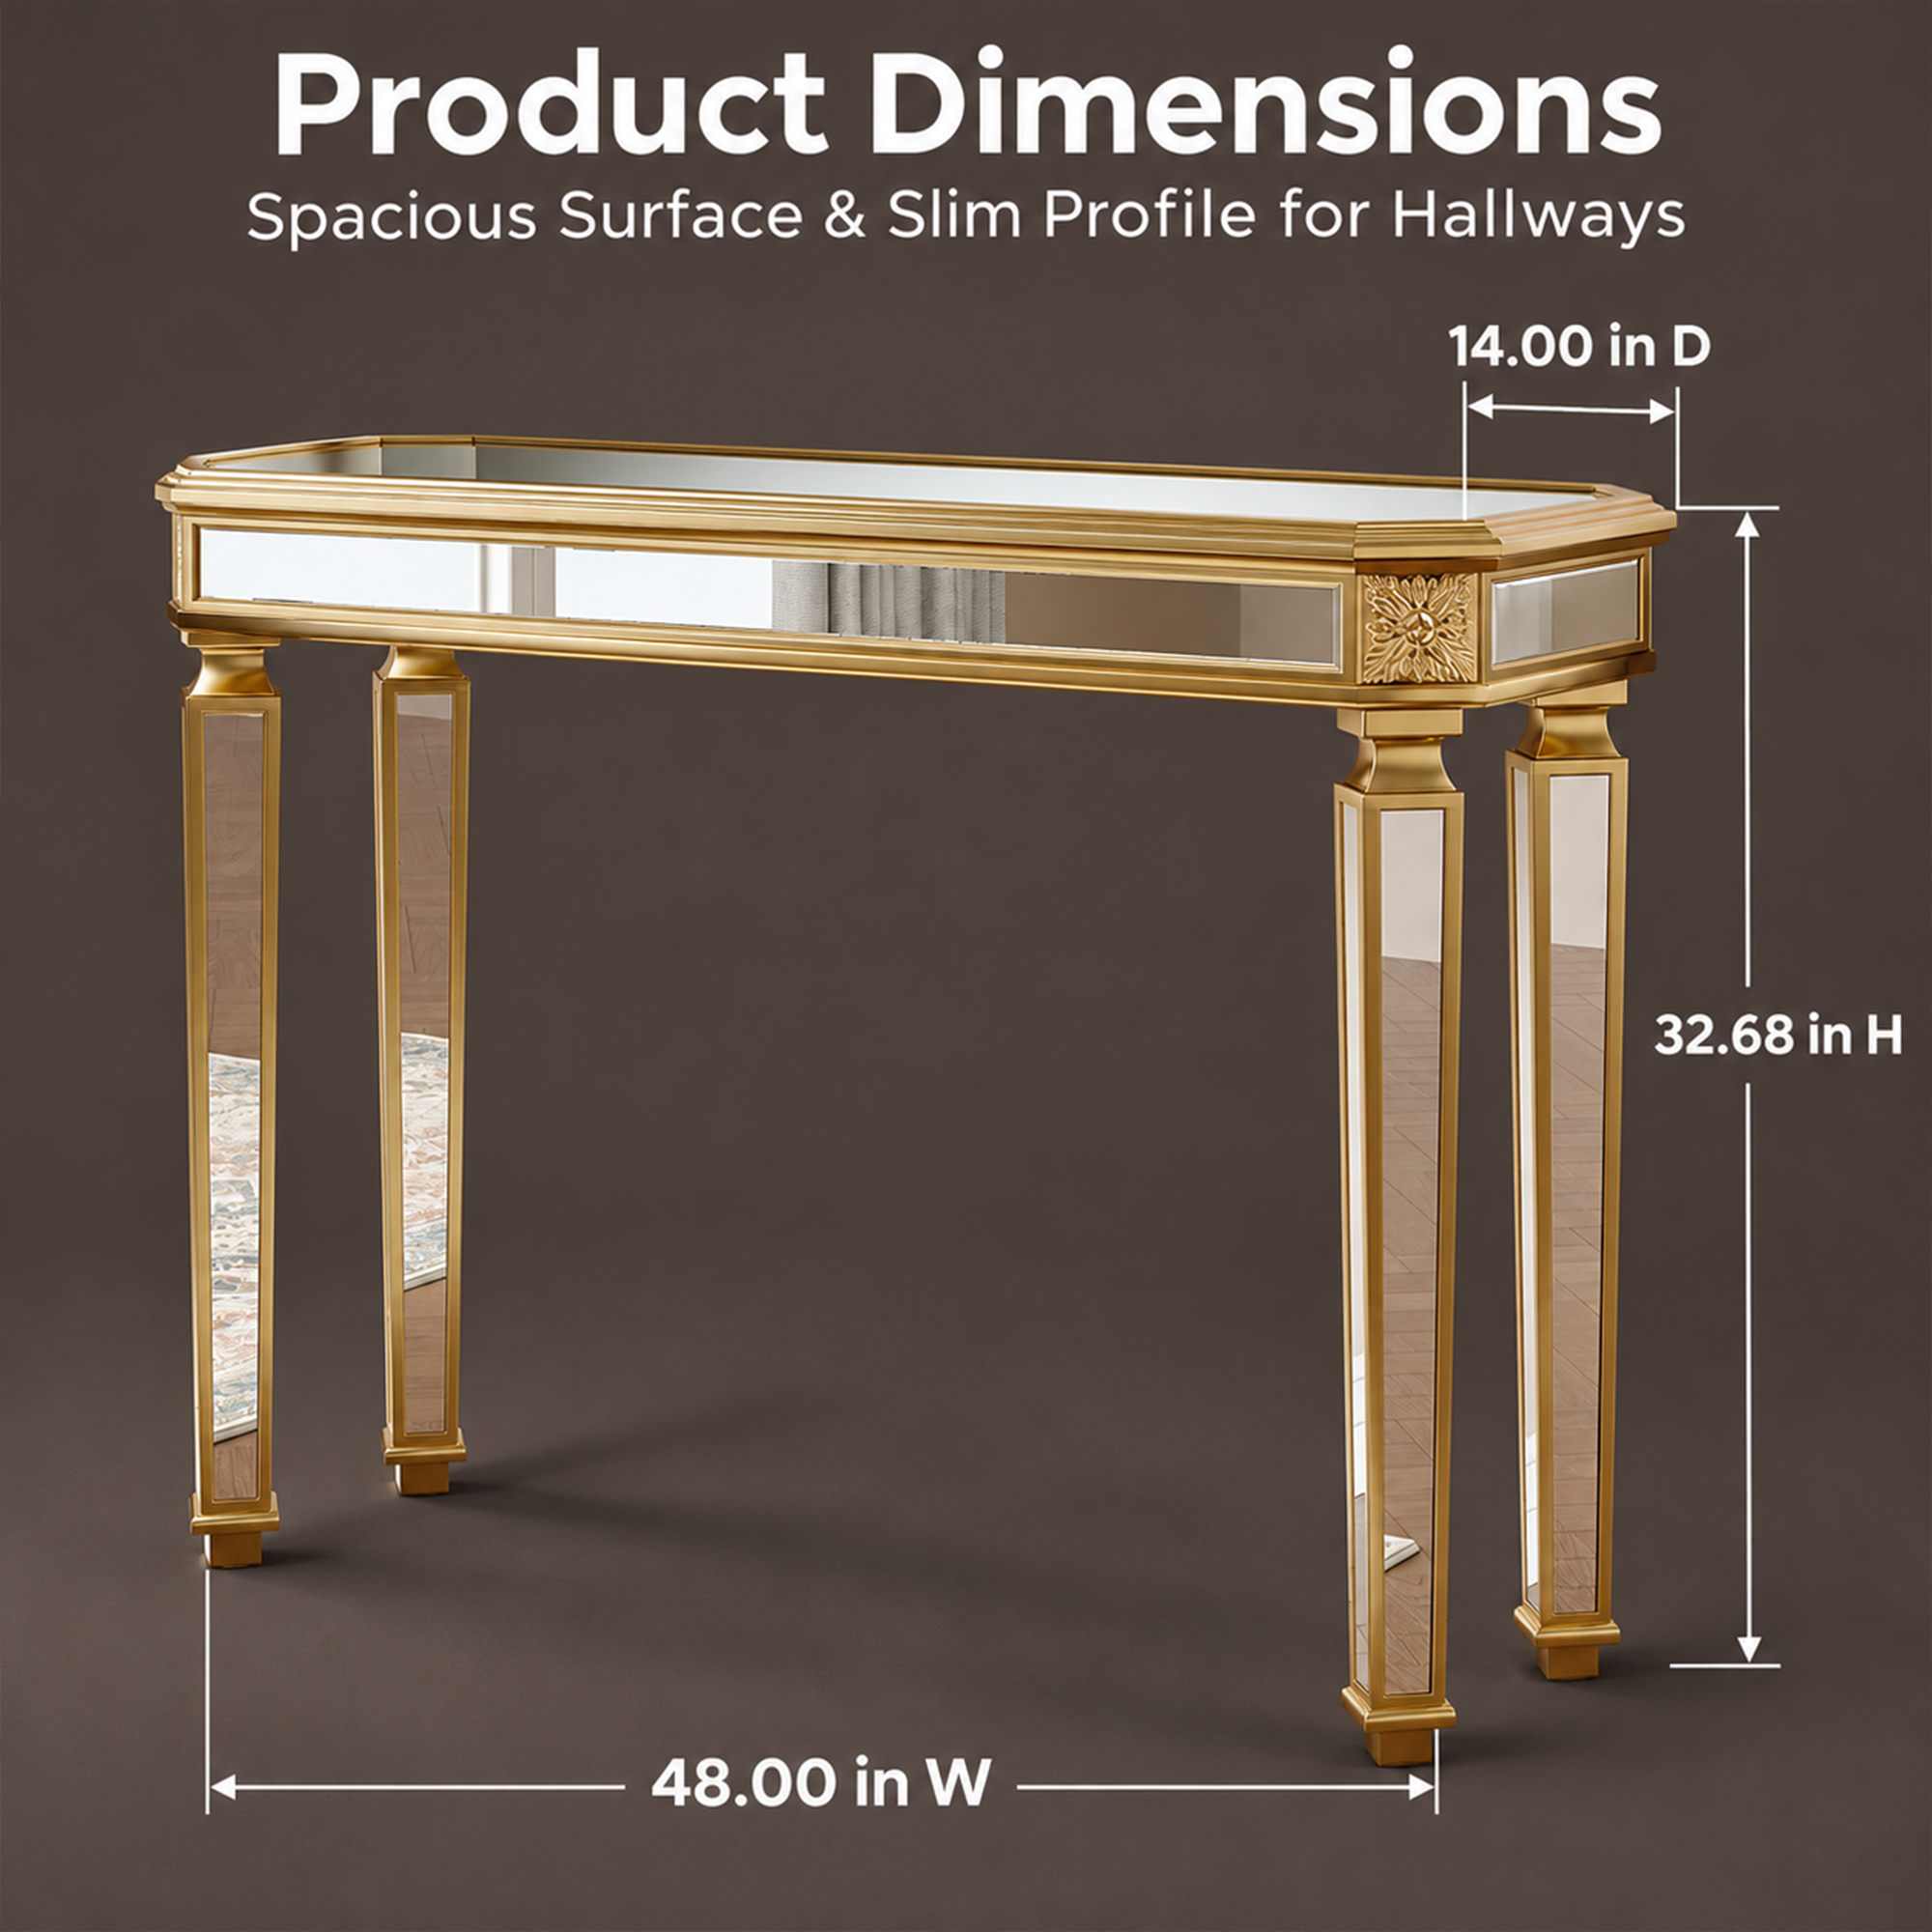 Product Dimensions
Spacious Surface & Slim Profile for Hallways
14.00 in D
32.68 in H
48.00 in W